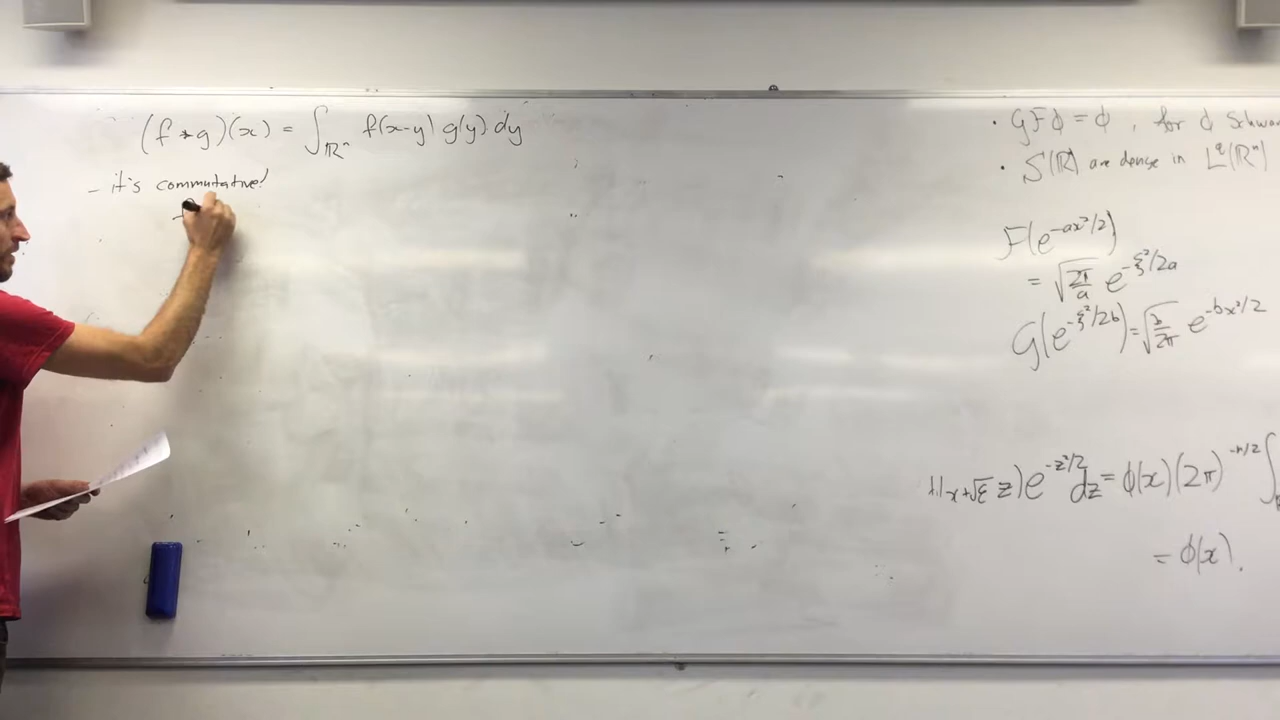 (f * g)(x) = ∫_{ℝⁿ} f(x-y) g(y) dy
- it's commutative!
f
· GFϕ = ϕ, for ϕ Schwa
· S(ℝ) are dense in L²(ℝⁿ)
F(e^{-ax²/2})
= √(2π/a) e^{-ξ²/2a}
G(e^{-ξ²/2b}) = √(b/2π) e^{-bx²/2}
x+√ε z) e^{-z²/2} dz = ϕ(x)(2π)^{-n/2} ∫
= ϕ(x).